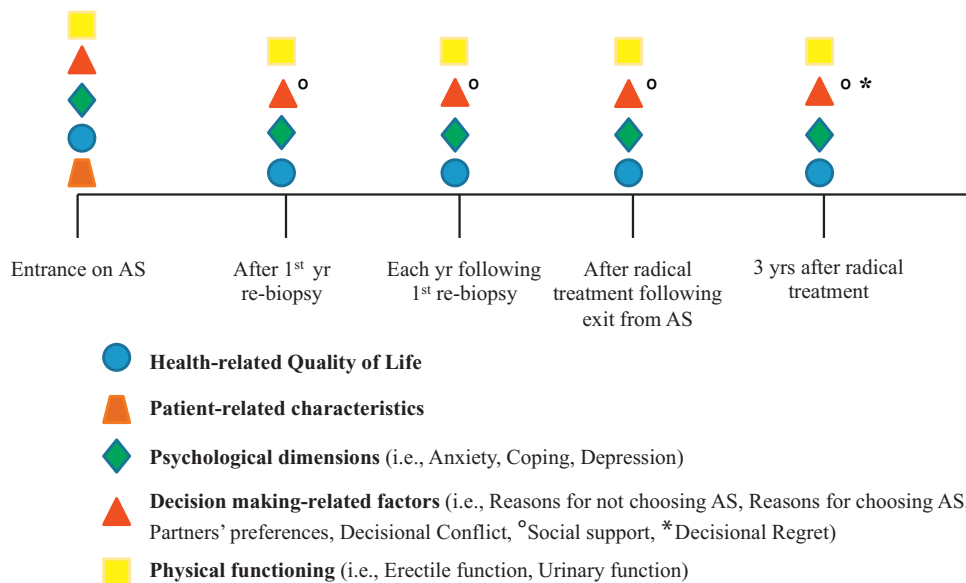 o
o
o
o *
Entrance on AS
After 1st yr
re-biopsy
Each yr following
1st re-biopsy
After radical
treatment following
exit from AS
3 yrs after radical
treatment
Health-related Quality of Life
Patient-related characteristics
Psychological dimensions (i.e., Anxiety, Coping, Depression)
Decision making-related factors (i.e., Reasons for not choosing AS, Reasons for choosing AS
Partners’ preferences, Decisional Conflict, °Social support, *Decisional Regret)
Physical functioning (i.e., Erectile function, Urinary function)